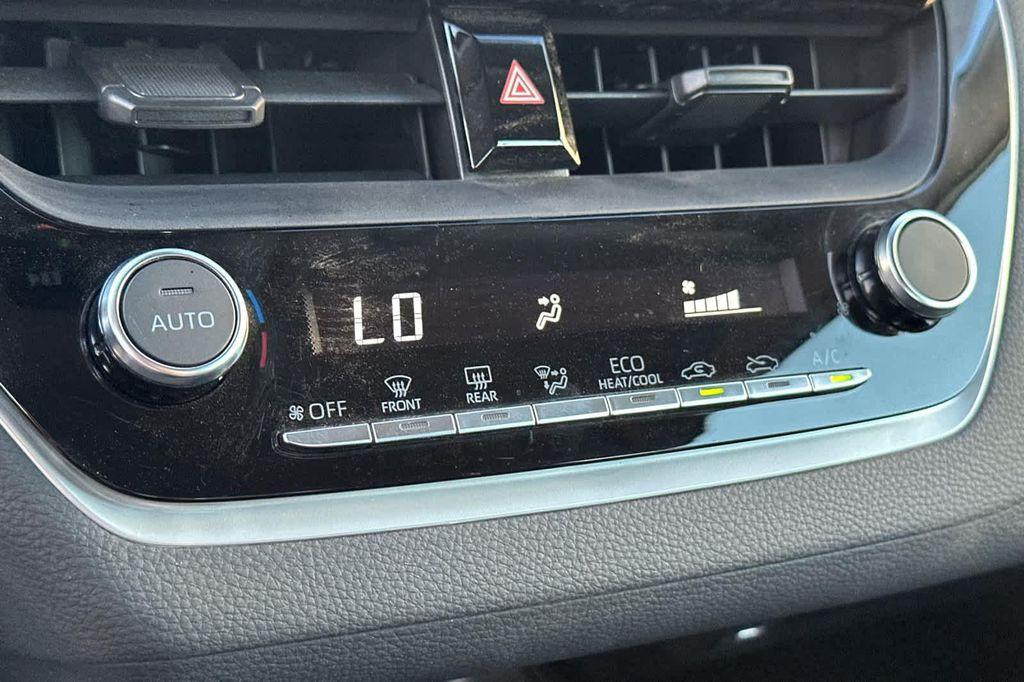 AUTO
LO
OFF
FRONT
REAR
ECO
HEAT/COOL
A/C